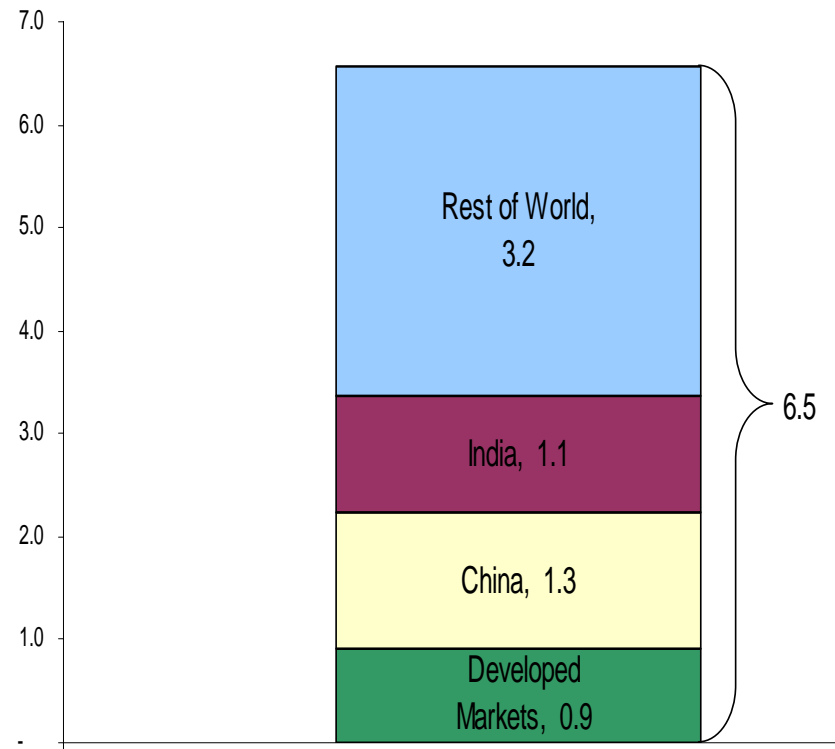 7.0
6.0
5.0
4.0
3.0
2.0
1.0
-
Rest of World,
3.2
India, 1.1
China, 1.3
Developed
Markets, 0.9
6.5